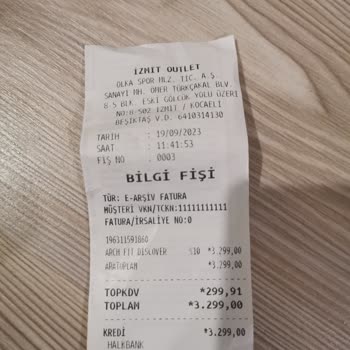 İZMİT OUTLET
OLKA SPOR MLZ. TİC. A.Ş.
SANAYİ MH. ÖMER TÜRKÇAKAL BLV.
8.5 BLK. ESKİ GÖLCÜK YOLU ÜZERİ
NO:8-502 İZMİT / KOCAELİ
BEŞİKTAŞ V.D. 6410314130
TARİH : 19/09/2023
SAAT : 11:41:53
FİŞ NO : 0003
BİLGİ FİŞİ
TÜR: E-ARŞİV FATURA
MÜŞTERİ VKN/TCKN:11111111111
FATURA/İRSALİYE NO:0
196311591860
ARCH FIT DISCOVER %10 *3.299,00
ARATOPLAM *3.299,00
TOPKDV *299,91
TOPLAM *3.299,00
KREDİ *3.299,00
HALKBANK